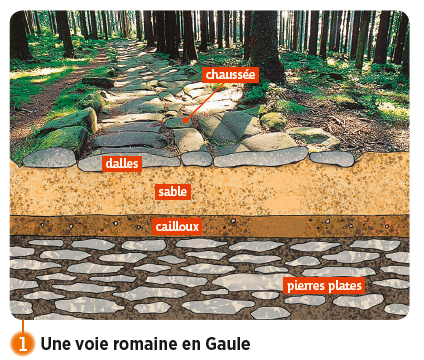 chaussée
dalles
sable
cailloux
pierres plates
1 Une voie romaine en Gaule